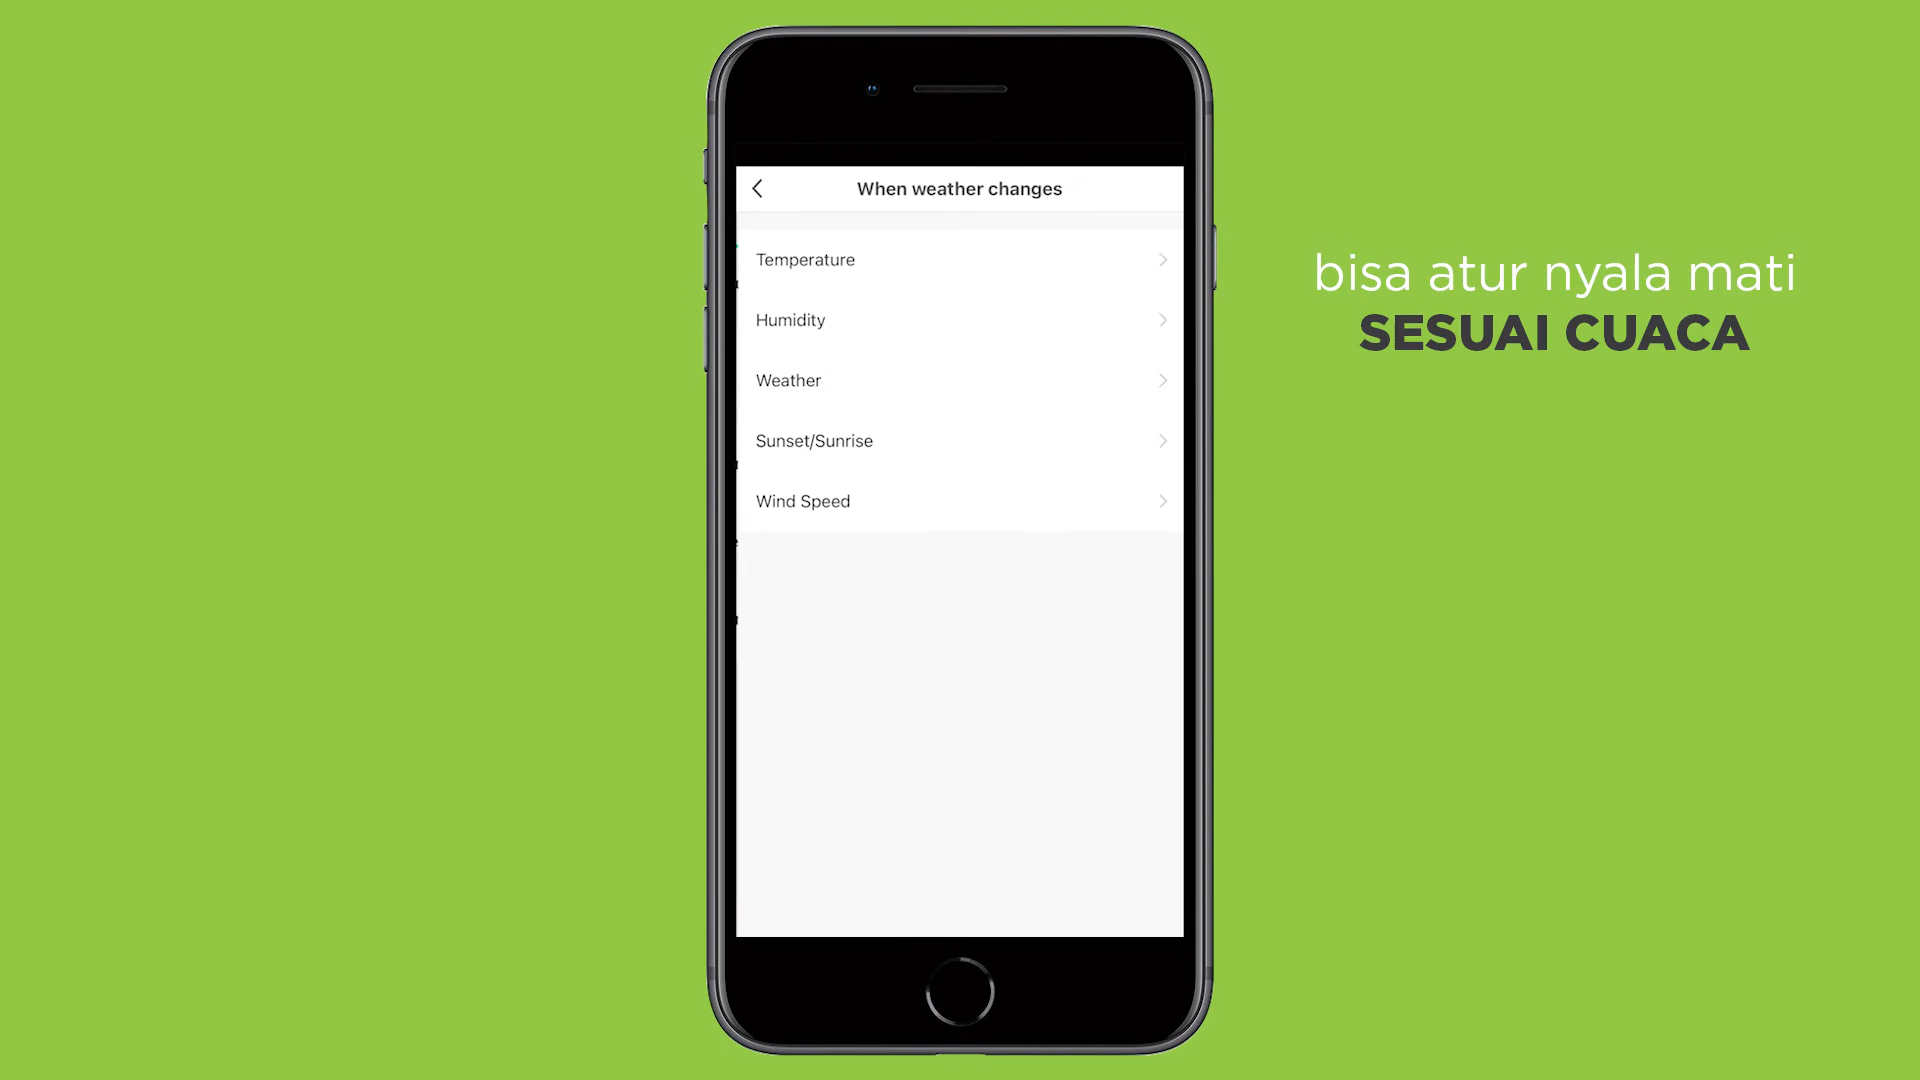 When weather changes
Temperature
Humidity
Weather
Sunset/Sunrise
Wind Speed
bisa atur nyala mati
SESUAI CUACA